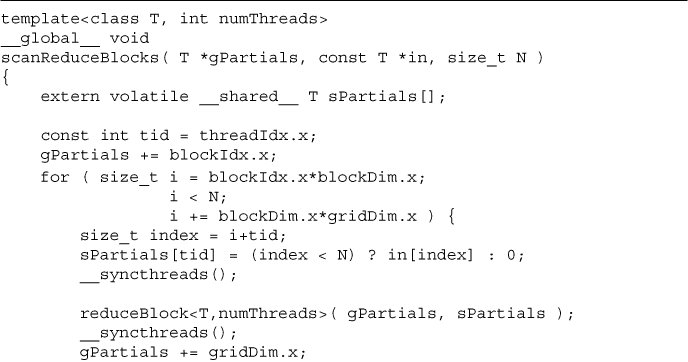 template<class T, int numThreads>
__global__ void
scanReduceBlocks( T *gPartials, const T *in, size_t N )
{
    extern volatile __shared__ T sPartials[];

    const int tid = threadIdx.x;
    gPartials += blockIdx.x;
    for ( size_t i = blockIdx.x*blockDim.x;
                 i < N;
                 i += blockDim.x*gridDim.x ) {
        size_t index = i+tid;
        sPartials[tid] = (index < N) ? in[index] : 0;
        __syncthreads();

        reduceBlock<T,numThreads>( gPartials, sPartials );
        __syncthreads();
        gPartials += gridDim.x;